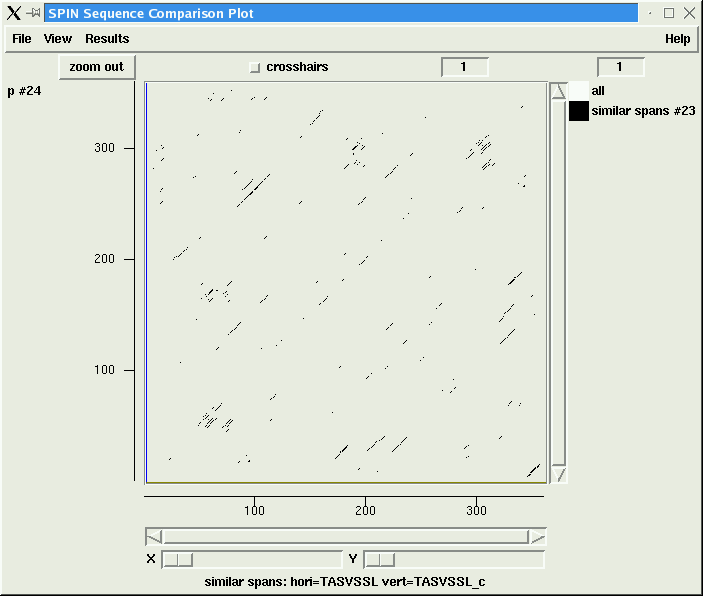 SPIN Sequence Comparison Plot
File View Results Help
zoom out crosshairs 1 1
p #24
all
similar spans #23
300
200
100
100 200 300
X Y
similar spans: hori=TASVSSL vert=TASVSSL_c